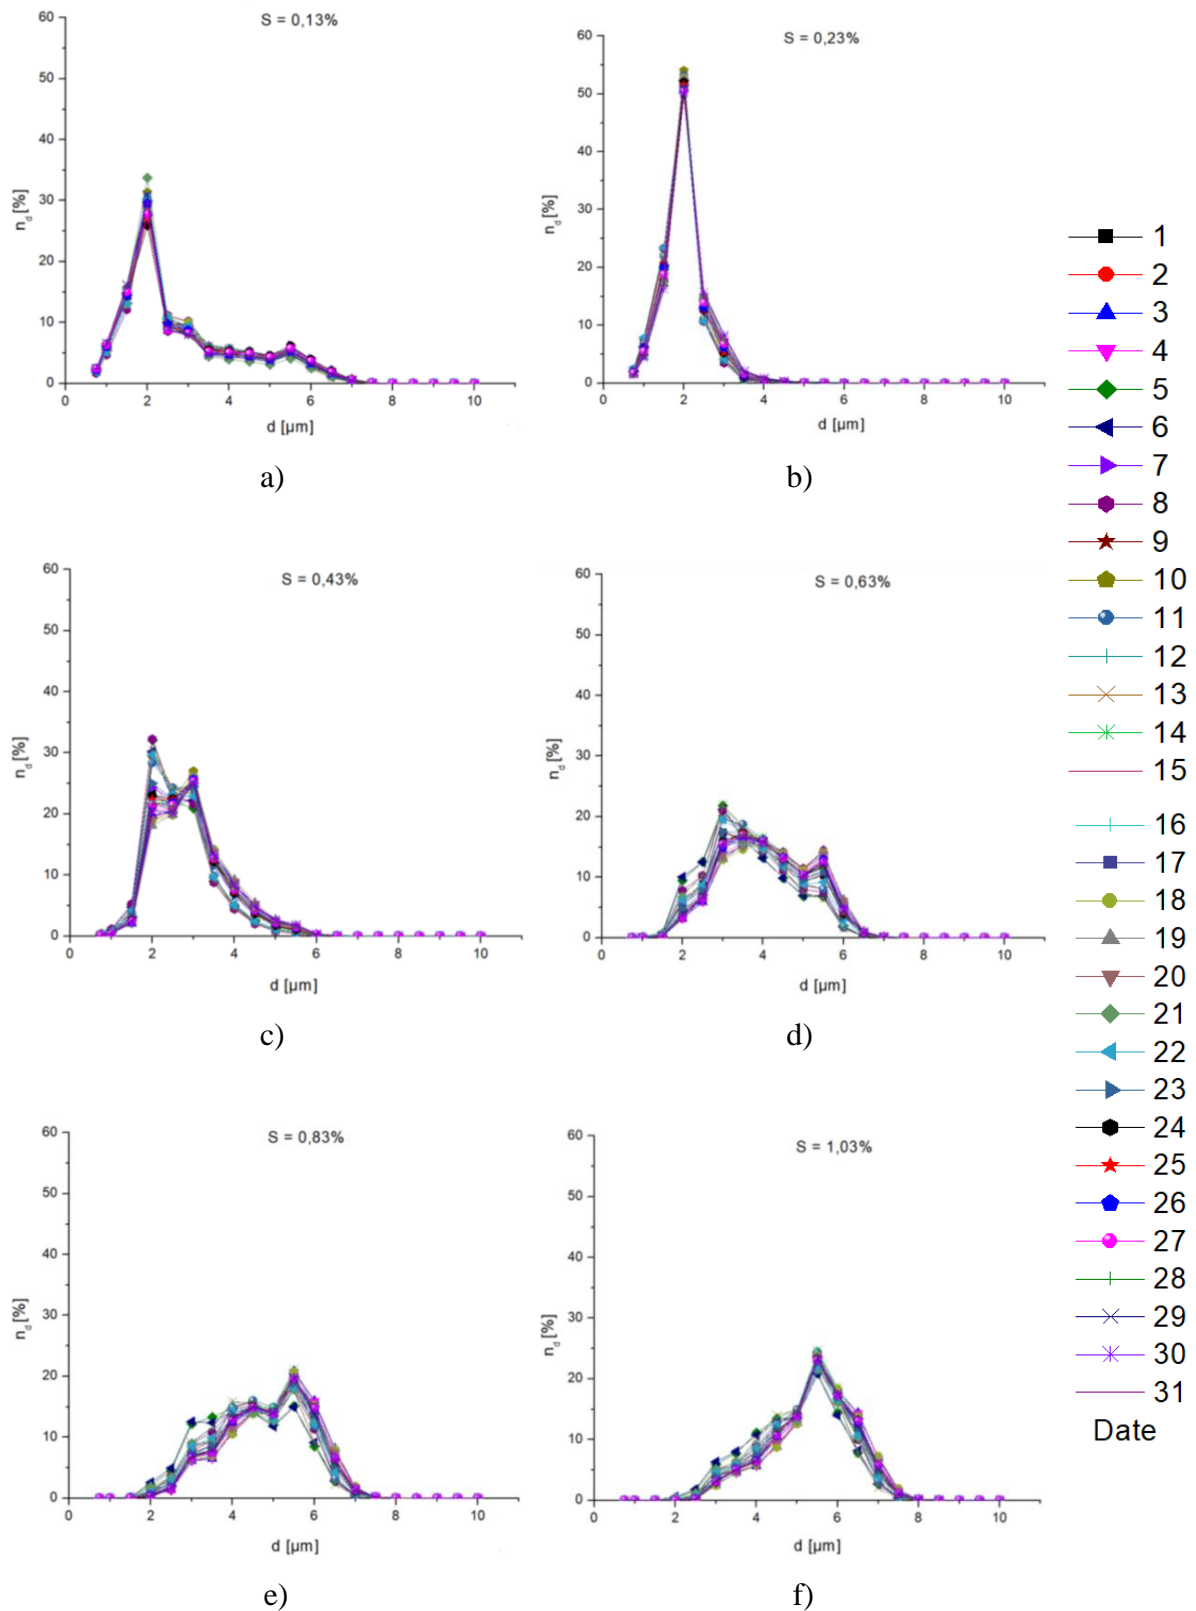 S = 0,13%
60
50
40
30
20
10
0
n_d [%]
0 2 4 6 8 10
d [µm]
a)
S = 0,23%
60
50
40
30
20
10
0
n_d [%]
0 2 4 6 8 10
d [µm]
b)
S = 0,43%
60
50
40
30
20
10
0
n_d [%]
0 2 4 6 8 10
d [µm]
c)
S = 0,63%
60
50
40
30
20
10
0
n_d [%]
0 2 4 6 8 10
d [µm]
d)
S = 0,83%
60
50
40
30
20
10
0
n_d [%]
0 2 4 6 8 10
d [µm]
e)
S = 1,03%
60
50
40
30
20
10
0
n_d [%]
0 2 4 6 8 10
d [µm]
f)
1
2
3
4
5
6
7
8
9
10
11
12
13
14
15
16
17
18
19
20
21
22
23
24
25
26
27
28
29
30
31
Date